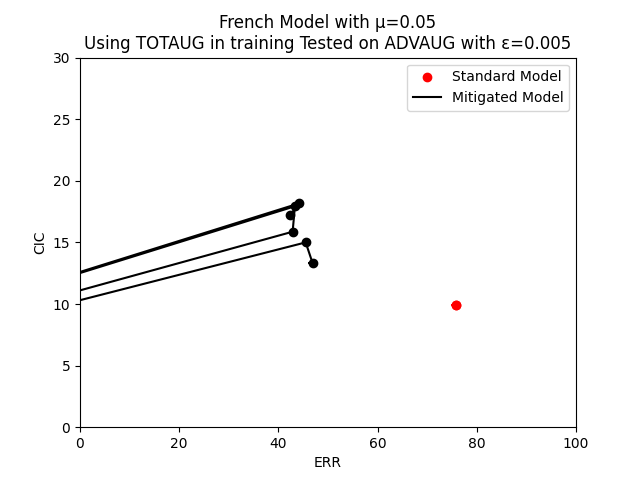 French Model with μ=0.05
Using TOTAUG in training Tested on ADVAUG with ε=0.005
Standard Model
Mitigated Model
30
25
20
15
10
5
0
CIC
0 20 40 60 80 100
ERR